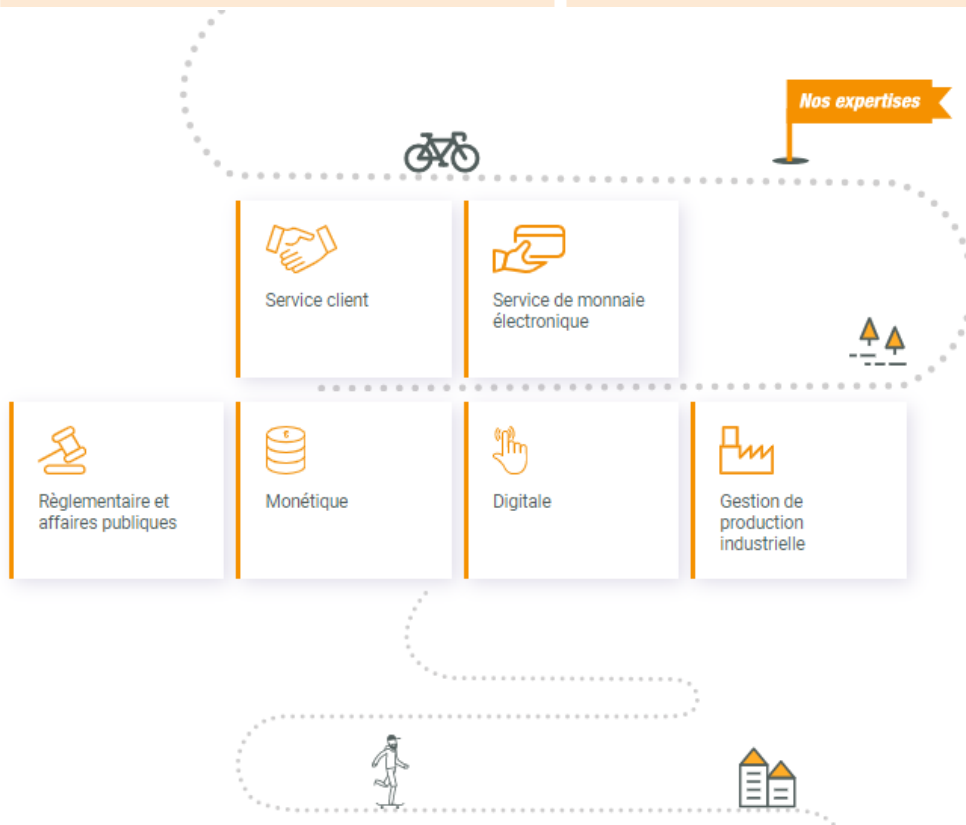 Nos expertises
Service client
Service de monnaie
électronique
Règlementaire et
affaires publiques
Monétique
Digitale
Gestion de
production
industrielle